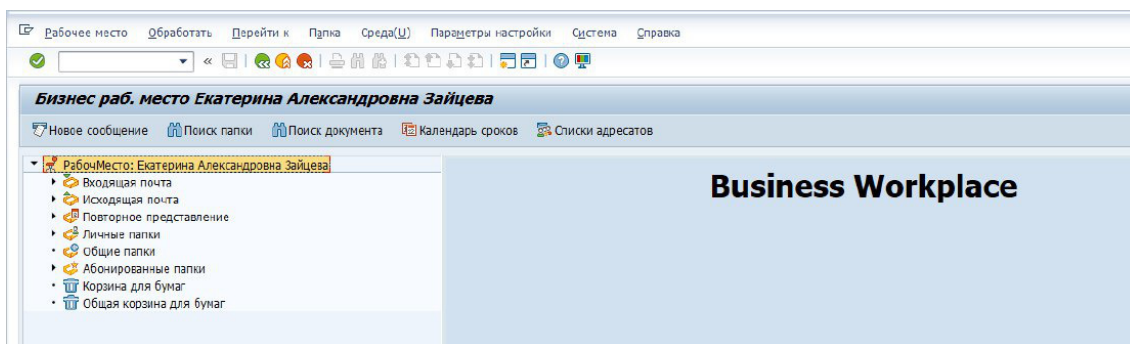 Рабочее место Обработать Перейти к Папка Среда(U) Параметры настройки Система Справка
Бизнес раб. место Екатерина Александровна Зайцева
Новое сообщение Поиск папки Поиск документа Календарь сроков Списки адресатов
РабочМесто: Екатерина Александровна Зайцева
Business Workplace
Входящая почта
Исходящая почта
Повторное представление
Личные папки
Общие папки
Абонированные папки
Корзина для бумаг
Общая корзина для бумаг